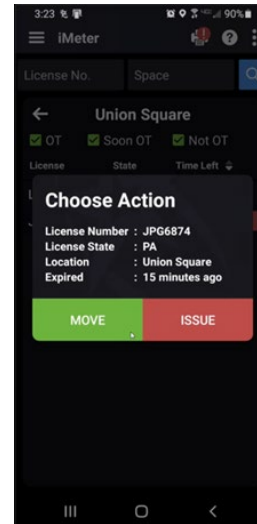 3:23 90%
iMeter
License No. Space
Union Square
OT Soon OT Not OT
License State Time Left
Choose Action
License Number : JPG6874
License State : PA
Location : Union Square
Expired : 15 minutes ago
MOVE ISSUE